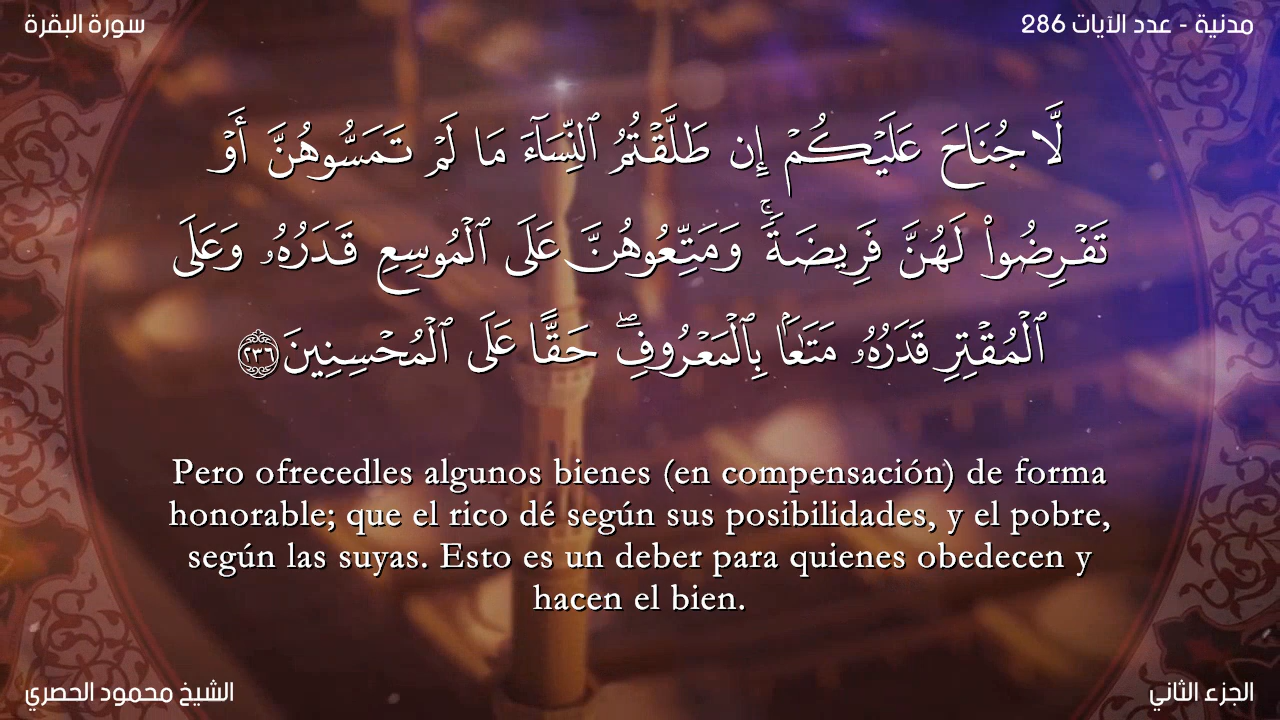 سورة البقرة
مدنية - عدد الآيات 286
لَّا جُنَاحَ عَلَيْكُمْ إِن طَلَّقْتُمُ ٱلنِّسَآءَ مَا لَمْ تَمَسُّوهُنَّ أَوْ
تَفْرِضُوا۟ لَهُنَّ فَرِيضَةً ۚ وَمَتِّعُوهُنَّ عَلَى ٱلْمُوسِعِ قَدَرُهُۥ وَعَلَى
ٱلْمُقْتِرِ قَدَرُهُۥ مَتَـٰعًۢا بِٱلْمَعْرُوفِ ۖ حَقًّا عَلَى ٱلْمُحْسِنِينَ ٢٣٦
Pero ofrecedles algunos bienes (en compensación) de forma
honorable; que el rico dé según sus posibilidades, y el pobre,
según las suyas. Esto es un deber para quienes obedecen y
hacen el bien.
الشيخ محمود الحصري
الجزء الثاني